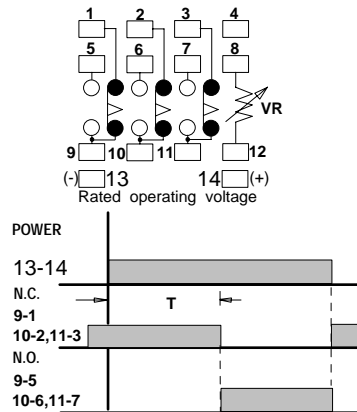 1 2 3 4
5 6 7 8
VR
9 10 11 12
(-) 13 14 (+)
Rated operating voltage
POWER
13-14
N.C.
T
9-1
10-2,11-3
N.O.
9-5
10-6,11-7